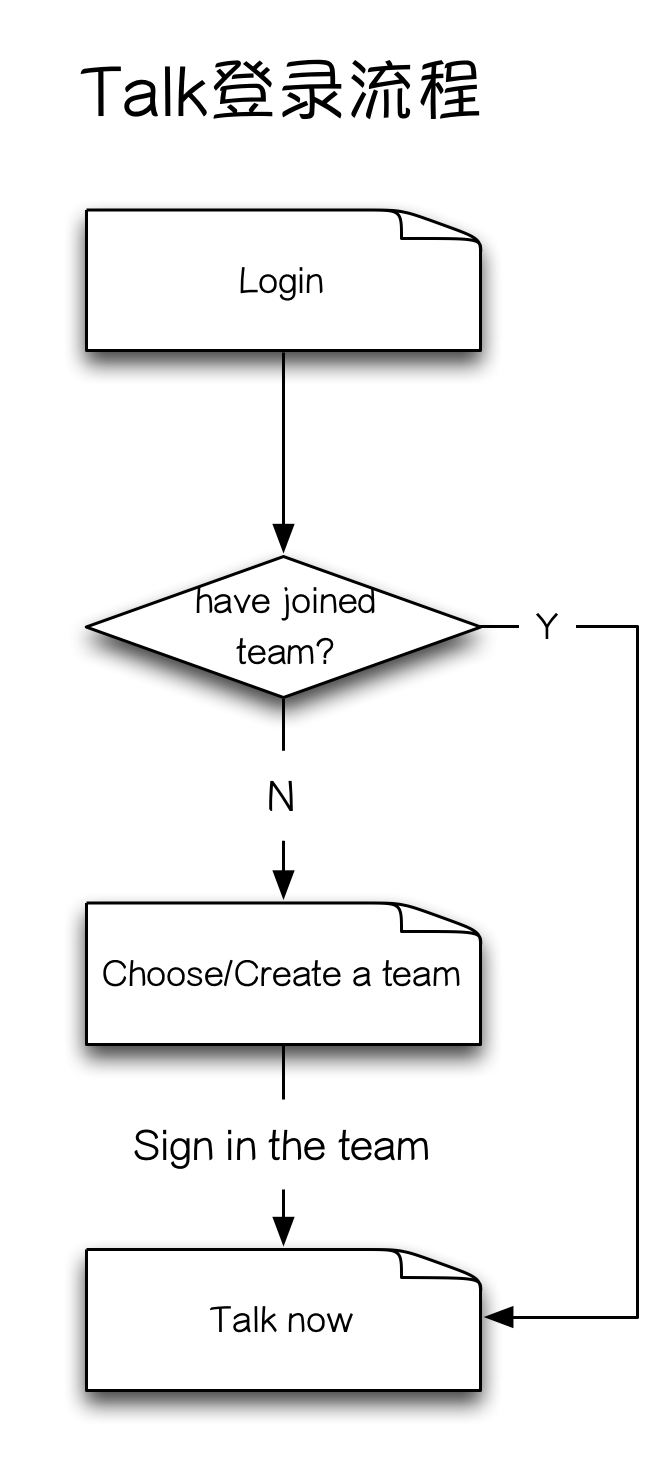 Talk登录流程
Login
have joined
team?
Y
N
Choose/Create a team
Sign in the team
Talk now